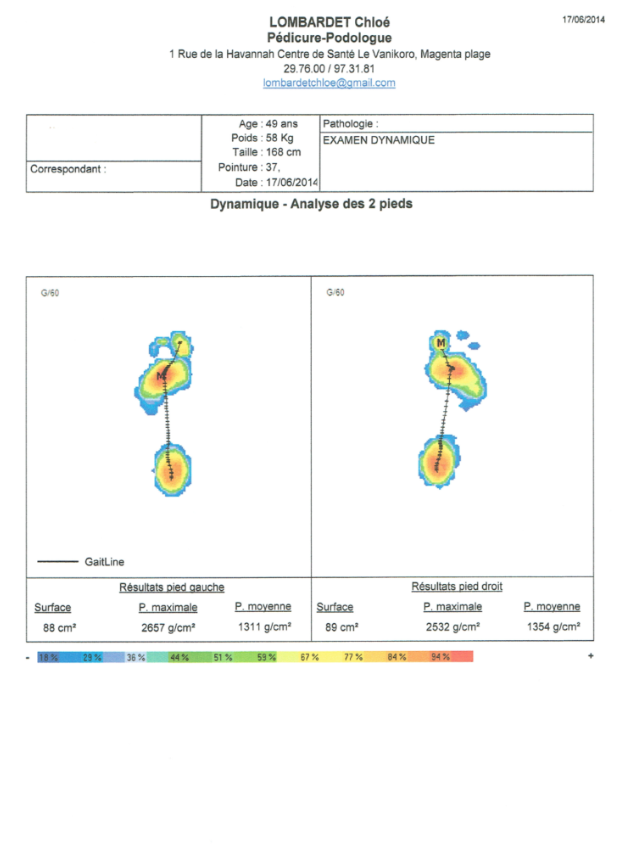 LOMBARDET Chloé
17/06/2014
Pédicure-Podologue
1 Rue de la Havannah Centre de Santé Le Vanikoro, Magenta plage
29.76.00 / 97.31.81
lombardetchloe@gmail.com
Age : 49 ans
Poids : 58 Kg
Taille : 168 cm
Pointure : 37,
Date : 17/06/2014
Pathologie :
EXAMEN DYNAMIQUE
Correspondant :
Dynamique - Analyse des 2 pieds
G/60
G/60
M
M
GaitLine
Résultats pied gauche
Résultats pied droit
Surface P. maximale P. moyenne Surface P. maximale P. moyenne
88 cm² 2657 g/cm² 1311 g/cm² 89 cm² 2532 g/cm² 1354 g/cm²
- 18 % 29 % 36 % 44 % 51 % 59 % 67 % 77 % 84 % 94 % +